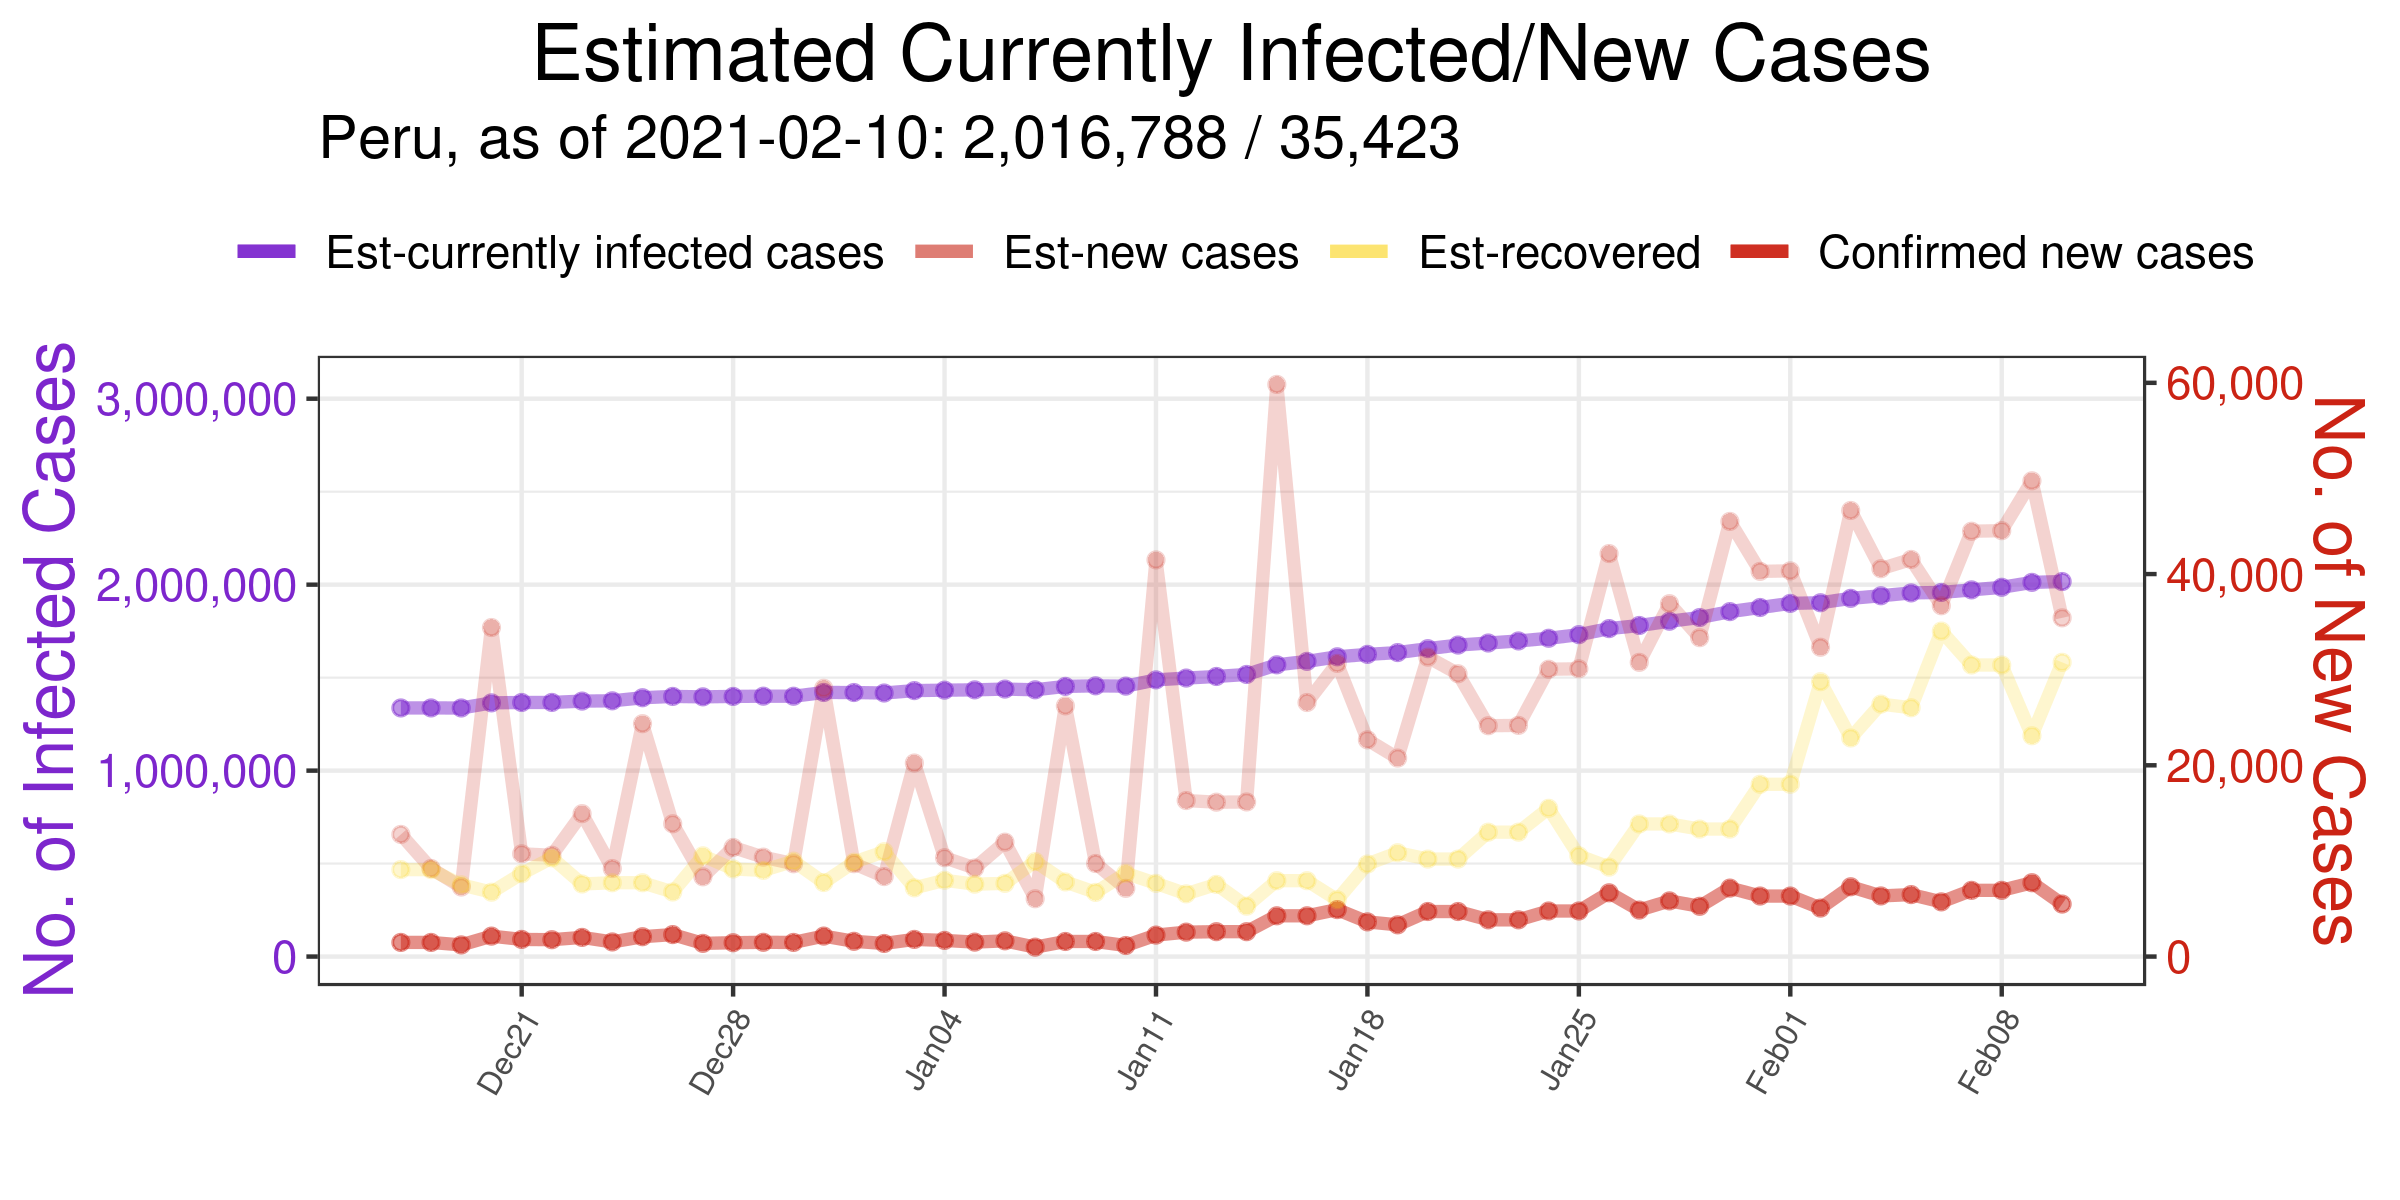 Estimated Currently Infected/New Cases
Peru, as of 2021-02-10: 2,016,788 / 35,423
Est-currently infected cases Est-new cases Est-recovered Confirmed new cases
No. of Infected Cases
3,000,000
2,000,000
1,000,000
0
60,000
40,000
20,000
0
No. of New Cases
Dec21 Dec28 Jan04 Jan11 Jan18 Jan25 Feb01 Feb08